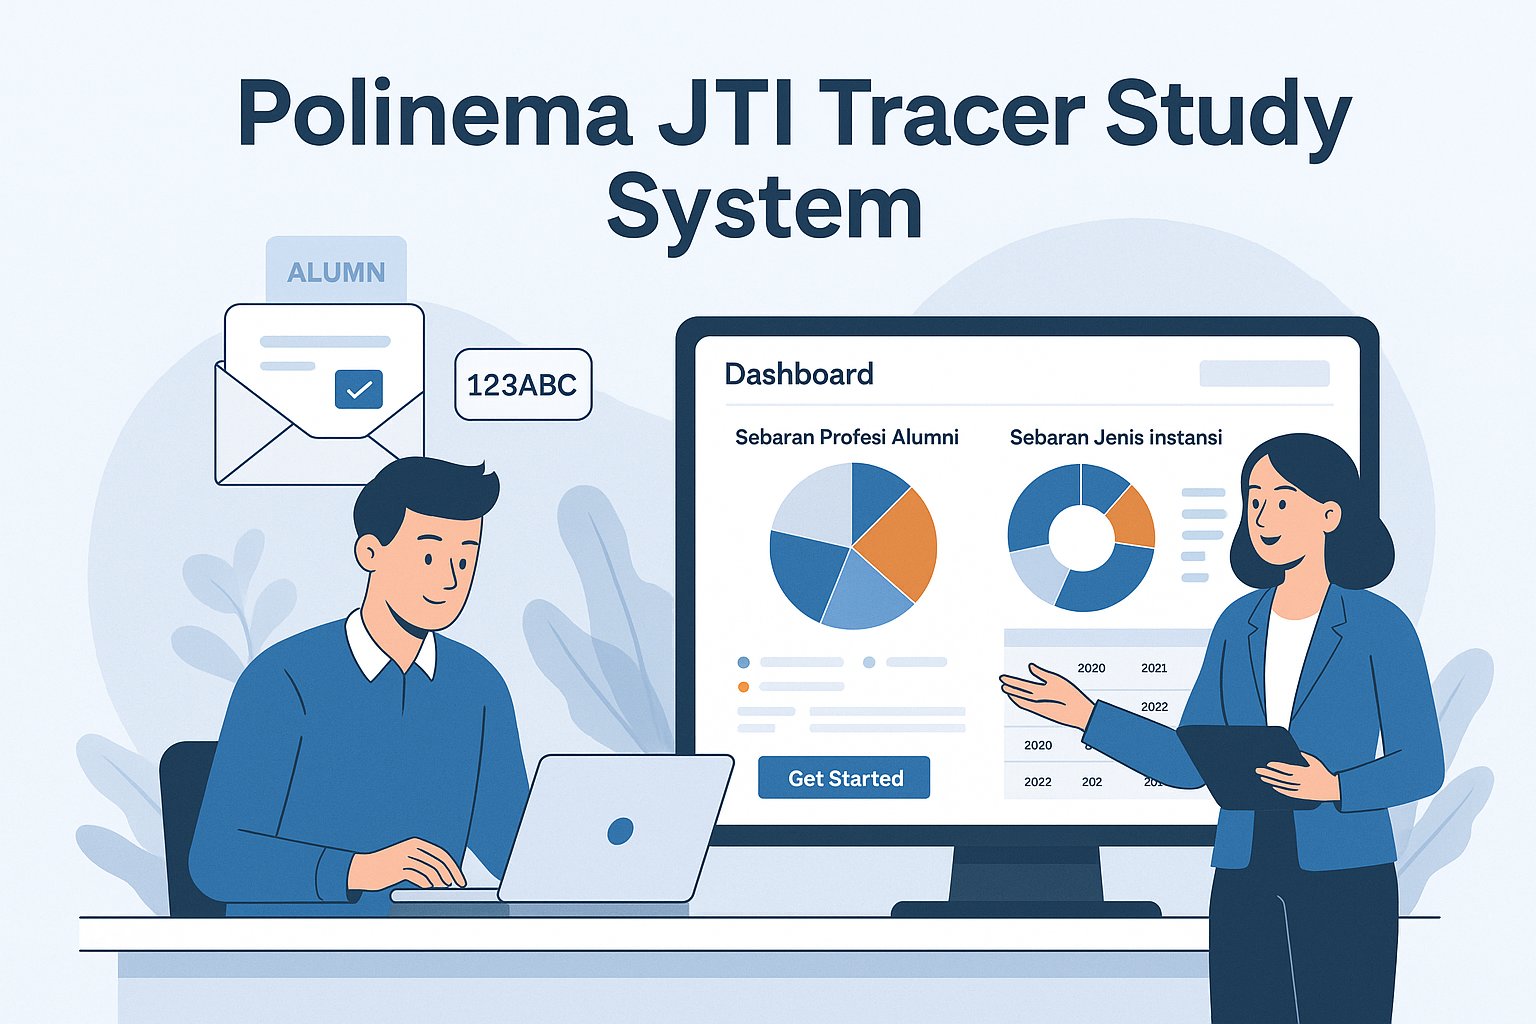 Polinema JTI Tracer Study
System
ALUMN
123ABC
Dashboard
Sebaran Profesi Alumni
Sebaran Jenis instansi
2020 2021
2022
2020
2022 202
Get Started